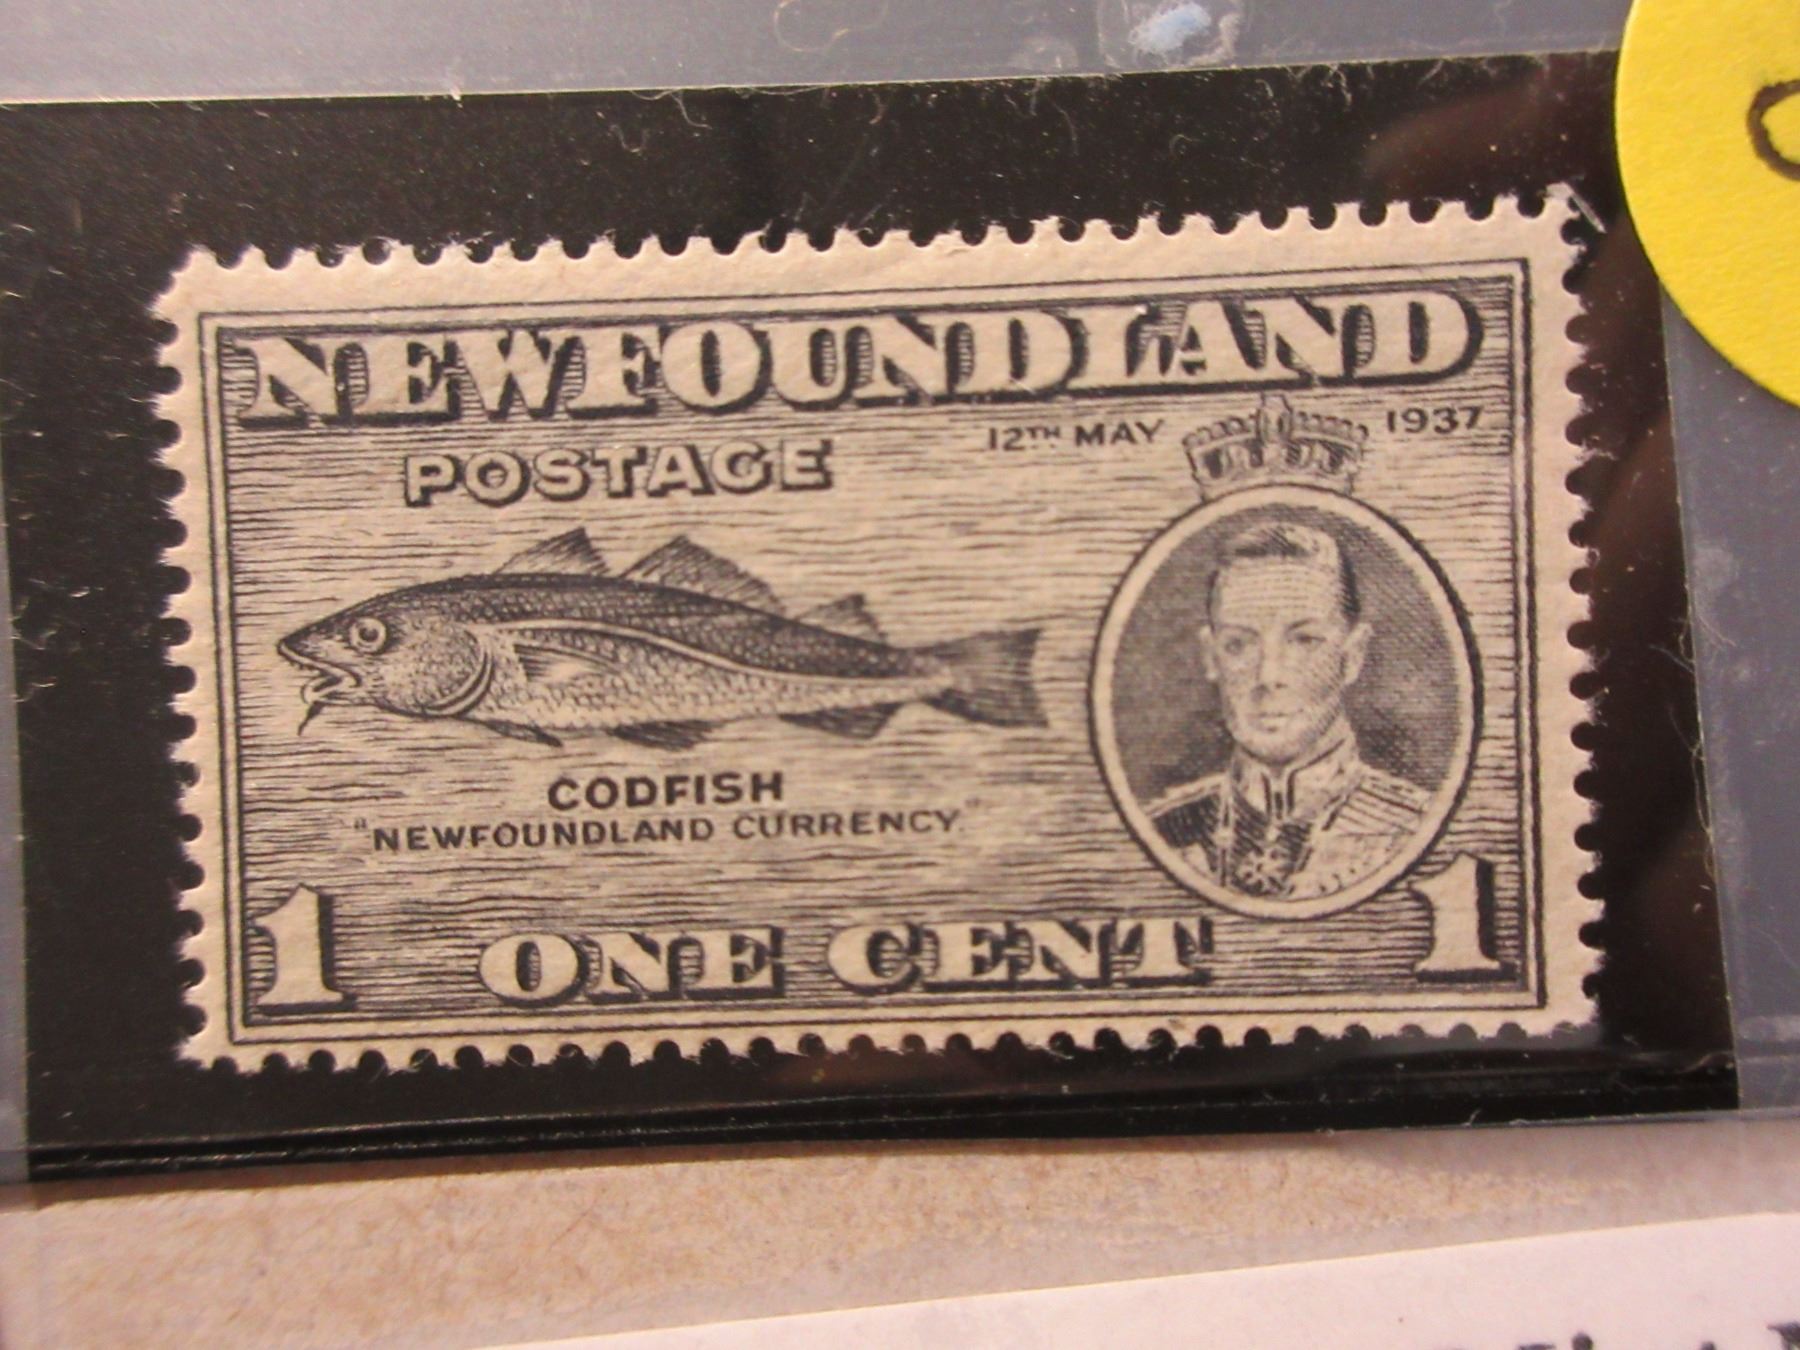 NEWFOUNDLAND
POSTAGE
12TH MAY 1937
CODFISH
"NEWFOUNDLAND CURRENCY."
1 ONE CENT 1